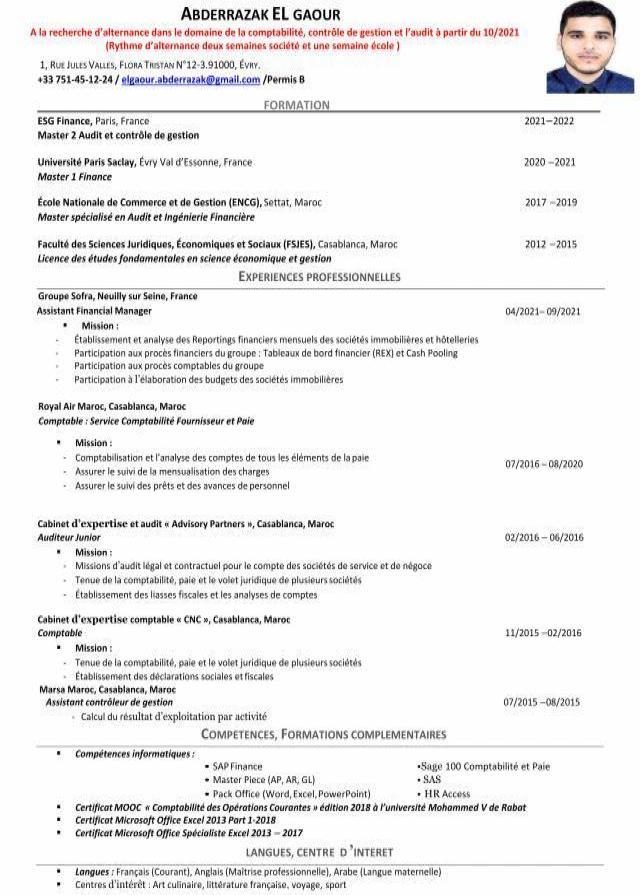 ABDERRAZAK EL GAOUR
A la recherche d'alternance dans le domaine de la comptabilité, contrôle de gestion et l'audit à partir du 10/2021
(Rythme d'alternance deux semaines société et une semaine école )
1, RUE JULES VALLES, FLORA TRISTAN N°12-3.91000, ÉVRY.
+33 751-45-12-24 / elgaour.abderrazak@gmail.com /Permis B
FORMATION
ESG Finance, Paris, France 2021–2022
Master 2 Audit et contrôle de gestion
Université Paris Saclay, Évry Val d'Essonne, France 2020 –2021
Master 1 Finance
École Nationale de Commerce et de Gestion (ENCG), Settat, Maroc 2017 –2019
Master spécialisé en Audit et Ingénierie Financière
Faculté des Sciences Juridiques, Économiques et Sociaux (FSJES), Casablanca, Maroc 2012 –2015
Licence des études fondamentales en science économique et gestion
EXPERIENCES PROFESSIONNELLES
Groupe Sofra, Neuilly sur Seine, France
Assistant Financial Manager 04/2021– 09/2021
▪ Mission :
- Établissement et analyse des Reportings financiers mensuels des sociétés immobilières et hôtelleries
- Participation aux procès financiers du groupe : Tableaux de bord financier (REX) et Cash Pooling
- Participation aux procès comptables du groupe
- Participation à l'élaboration des budgets des sociétés immobilières
Royal Air Maroc, Casablanca, Maroc
Comptable : Service Comptabilité Fournisseur et Paie
▪ Mission :
- Comptabilisation et l'analyse des comptes de tous les éléments de la paie
07/2016 – 08/2020
- Assurer le suivi de la mensualisation des charges
- Assurer le suivi des prêts et des avances de personnel
Cabinet d'expertise et audit « Advisory Partners », Casablanca, Maroc
Auditeur Junior 02/2016 – 06/2016
▪ Mission :
- Missions d'audit légal et contractuel pour le compte des sociétés de service et de négoce
- Tenue de la comptabilité, paie et le volet juridique de plusieurs sociétés
- Établissement des liasses fiscales et les analyses de comptes
Cabinet d'expertise comptable « CNC », Casablanca, Maroc
Comptable 11/2015 –02/2016
▪ Mission :
- Tenue de la comptabilité, paie et le volet juridique de plusieurs sociétés
- Établissement des déclarations sociales et fiscales
Marsa Maroc, Casablanca, Maroc
Assistant contrôleur de gestion 07/2015 –08/2015
- Calcul du résultat d'exploitation par activité
COMPETENCES, FORMATIONS COMPLEMENTAIRES
▪ Compétences informatiques :
• SAP Finance •Sage 100 Comptabilité et Paie
• Master Piece (AP, AR, GL) • SAS
• Pack Office (Word, Excel, PowerPoint) • HR Access
▪ Certificat MOOC « Comptabilité des Opérations Courantes » édition 2018 à l'université Mohammed V de Rabat
▪ Certificat Microsoft Office Excel 2013 Part 1-2018
▪ Certificat Microsoft Office Spécialiste Excel 2013 – 2017
LANGUES, CENTRE D'INTERET
▪ Langues : Français (Courant), Anglais (Maîtrise professionnelle), Arabe (Langue maternelle)
▪ Centres d'intérêt : Art culinaire, littérature française, voyage, sport